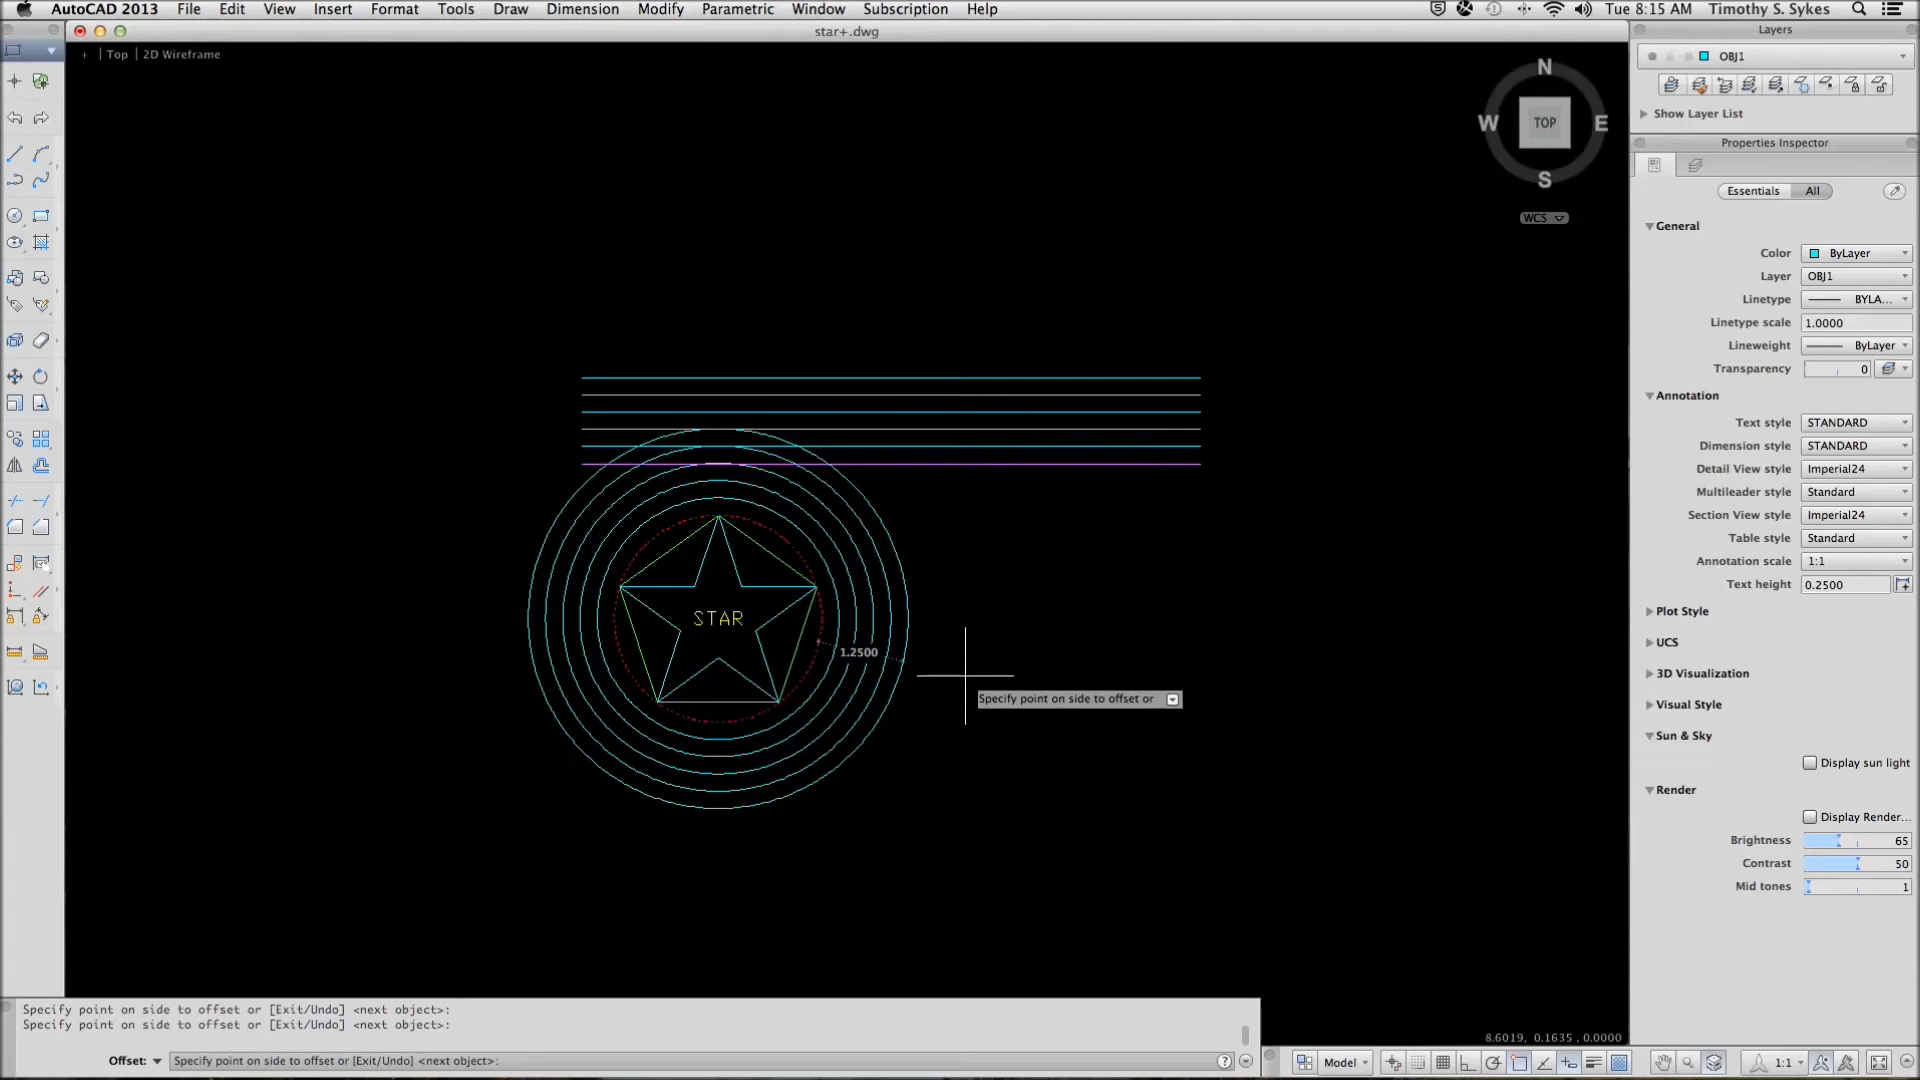 AutoCAD 2013 File Edit View Insert Format Tools Draw Dimension Modify Parametric Window Subscription Help Tue 8:15 AM Timothy S. Sykes
star+.dwg
+ | Top | 2D Wireframe
N
W TOP E
S
WCS
STAR
1.2500
Specify point on side to offset or
Layers
OBJ1
Show Layer List
Properties Inspector
Essentials All
General
Color ByLayer
Layer OBJ1
Linetype BYLA...
Linetype scale 1.0000
Lineweight ByLayer
Transparency 0
Annotation
Text style STANDARD
Dimension style STANDARD
Detail View style Imperial24
Multileader style Standard
Section View style Imperial24
Table style Standard
Annotation scale 1:1
Text height 0.2500
Plot Style
UCS
3D Visualization
Visual Style
Sun & Sky
Display sun light
Render
Display Render...
Brightness 65
Contrast 50
Mid tones 1
Specify point on side to offset or [Exit/Undo] <next object>:
Specify point on side to offset or [Exit/Undo] <next object>:
Offset: Specify point on side to offset or [Exit/Undo] <next object>:
8.6019, 0.1635, 0.0000
Model 1:1